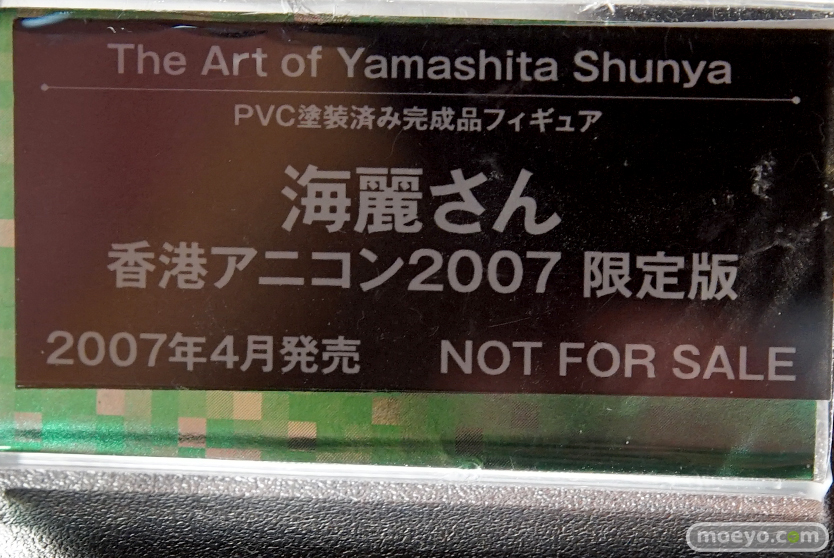 The Art of Yamashita Shunya
PVC塗装済み完成品フィギュア
海麗さん
香港アニコン2007 限定版
2007年4月発売 NOT FOR SALE
moeyo.com